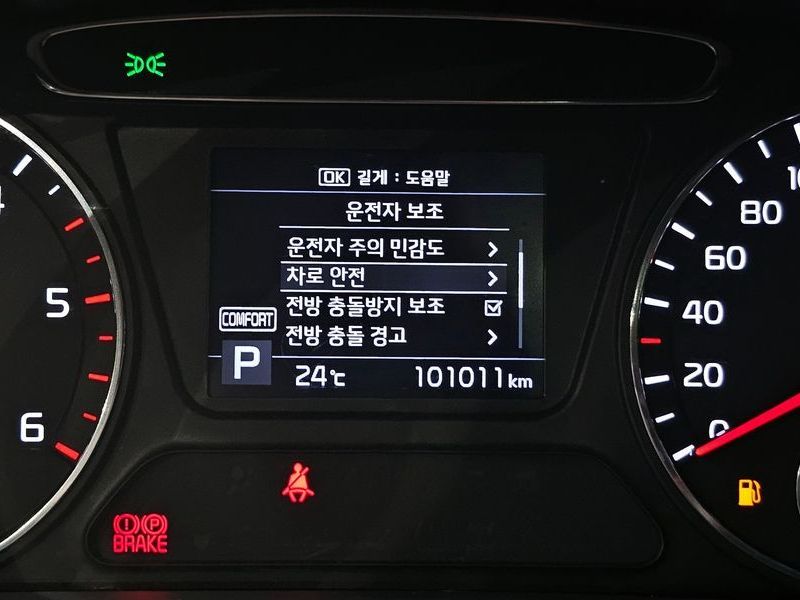 OK 길게 : 도움말
운전자 보조
운전자 주의 민감도
차로 안전
전방 충돌방지 보조
전방 충돌 경고
COMFORT
P
24℃
101011km
5
6
80
60
40
20
0
(!) (P)
BRAKE